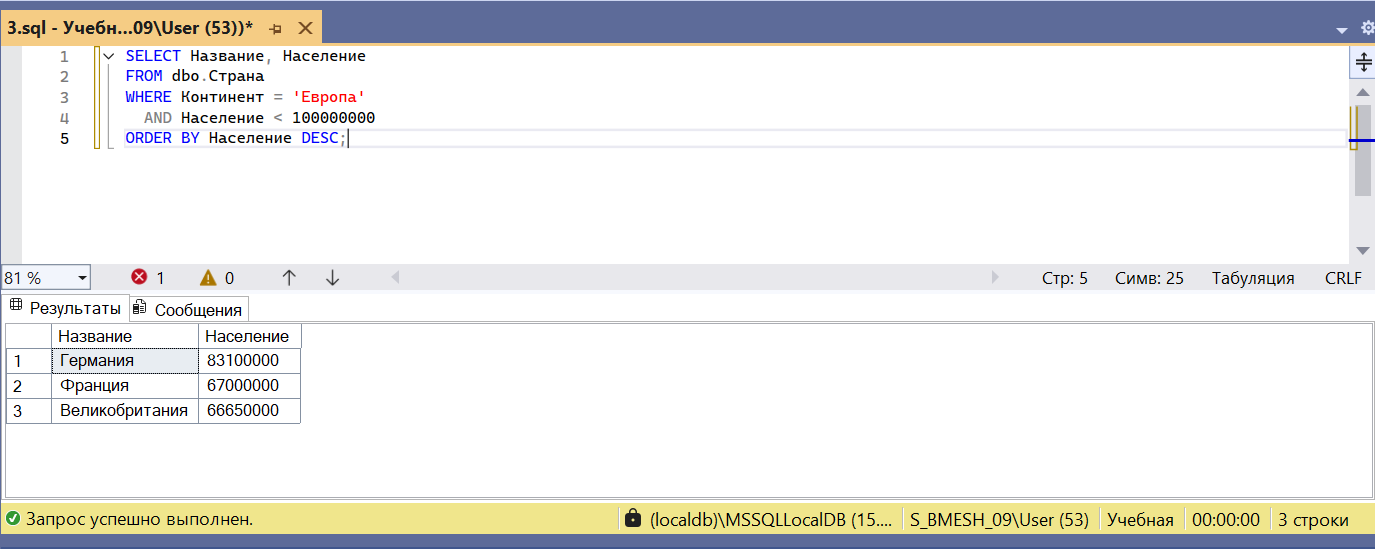 3.sql - Учебн...09\User (53))*
1 SELECT Название, Население
2 FROM dbo.Страна
3 WHERE Континент = 'Европа'
4 AND Население < 100000000
5 ORDER BY Население DESC;
81 % 1 0 Стр: 5 Симв: 25 Табуляция CRLF
Результаты Сообщения
Название Население
1 Германия 83100000
2 Франция 67000000
3 Великобритания 66650000
Запрос успешно выполнен. (localdb)\MSSQLLocalDB (15.... S_BMESH_09\User (53) Учебная 00:00:00 3 строки